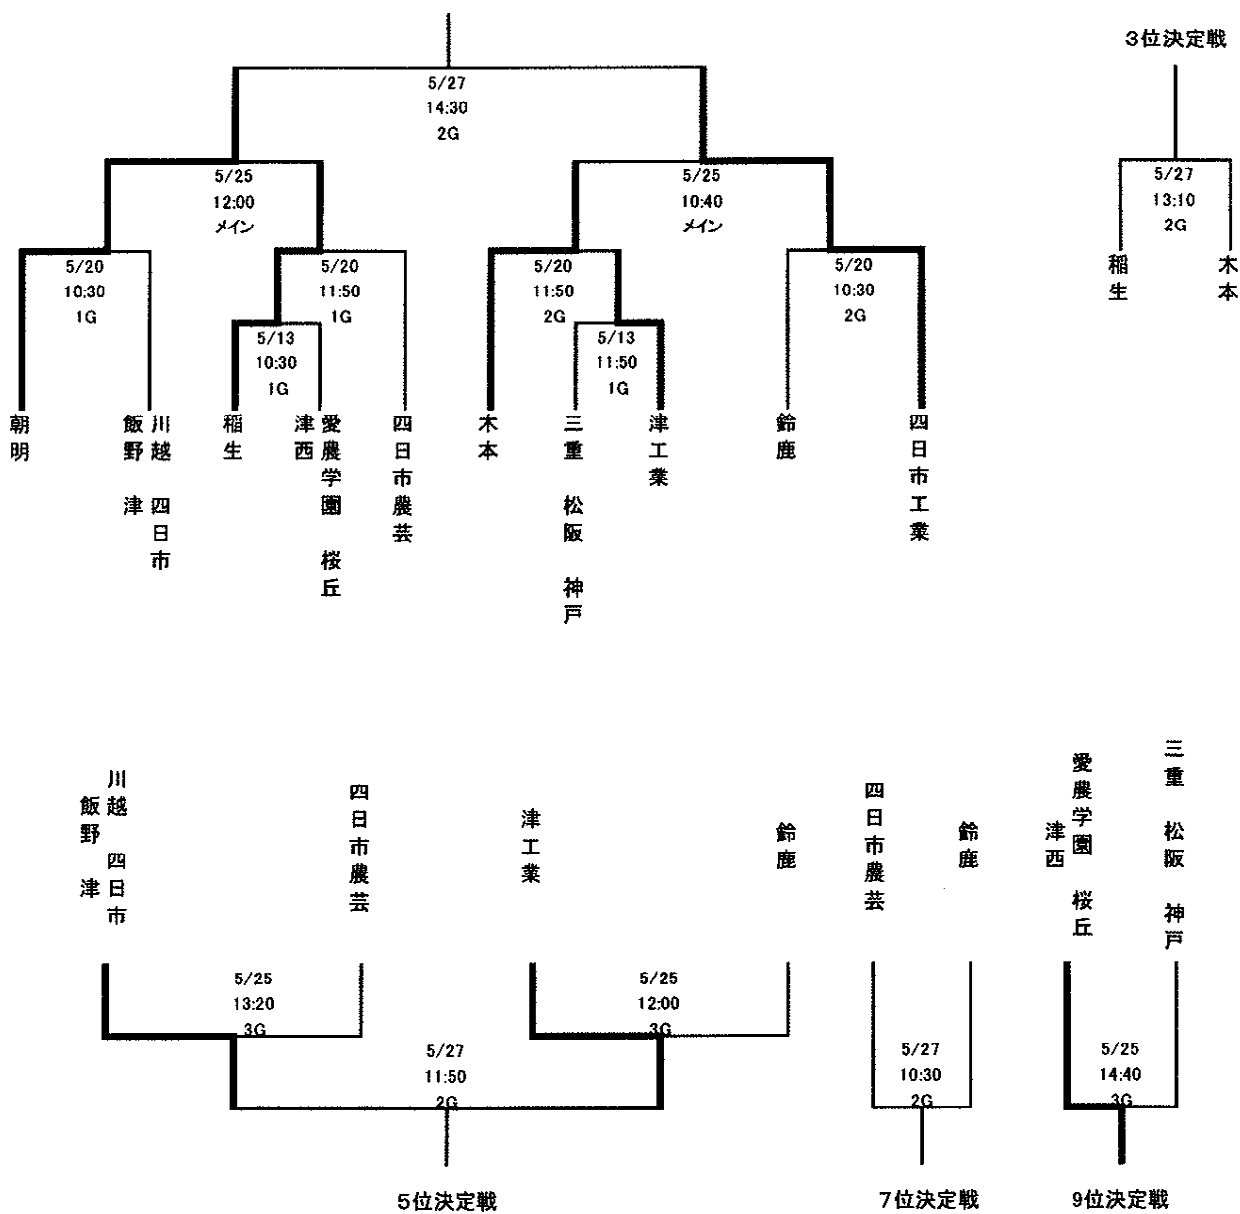 3位決定戦
5/27
14:30
2G
5/25
12:00
メイン
5/25
10:40
メイン
5/27
13:10
2G
稲生
木本
5/20
10:30
1G
5/20
11:50
1G
5/20
11:50
2G
5/20
10:30
2G
5/13
10:30
1G
5/13
11:50
1G
朝明
川越 四日市
飯野 津
稲生
愛農学園 桜丘
津西
四日市農芸
木本
三重 松阪 神戸
津工業
鈴鹿
四日市工業
川越 四日市
飯野 津
四日市農芸
津工業
鈴鹿
四日市農芸
鈴鹿
愛農学園 桜丘
津西
三重 松阪 神戸
5/25
13:20
3G
5/25
12:00
3G
5/27
11:50
2G
5/27
10:30
2G
5/25
14:40
3G
5位決定戦
7位決定戦
9位決定戦